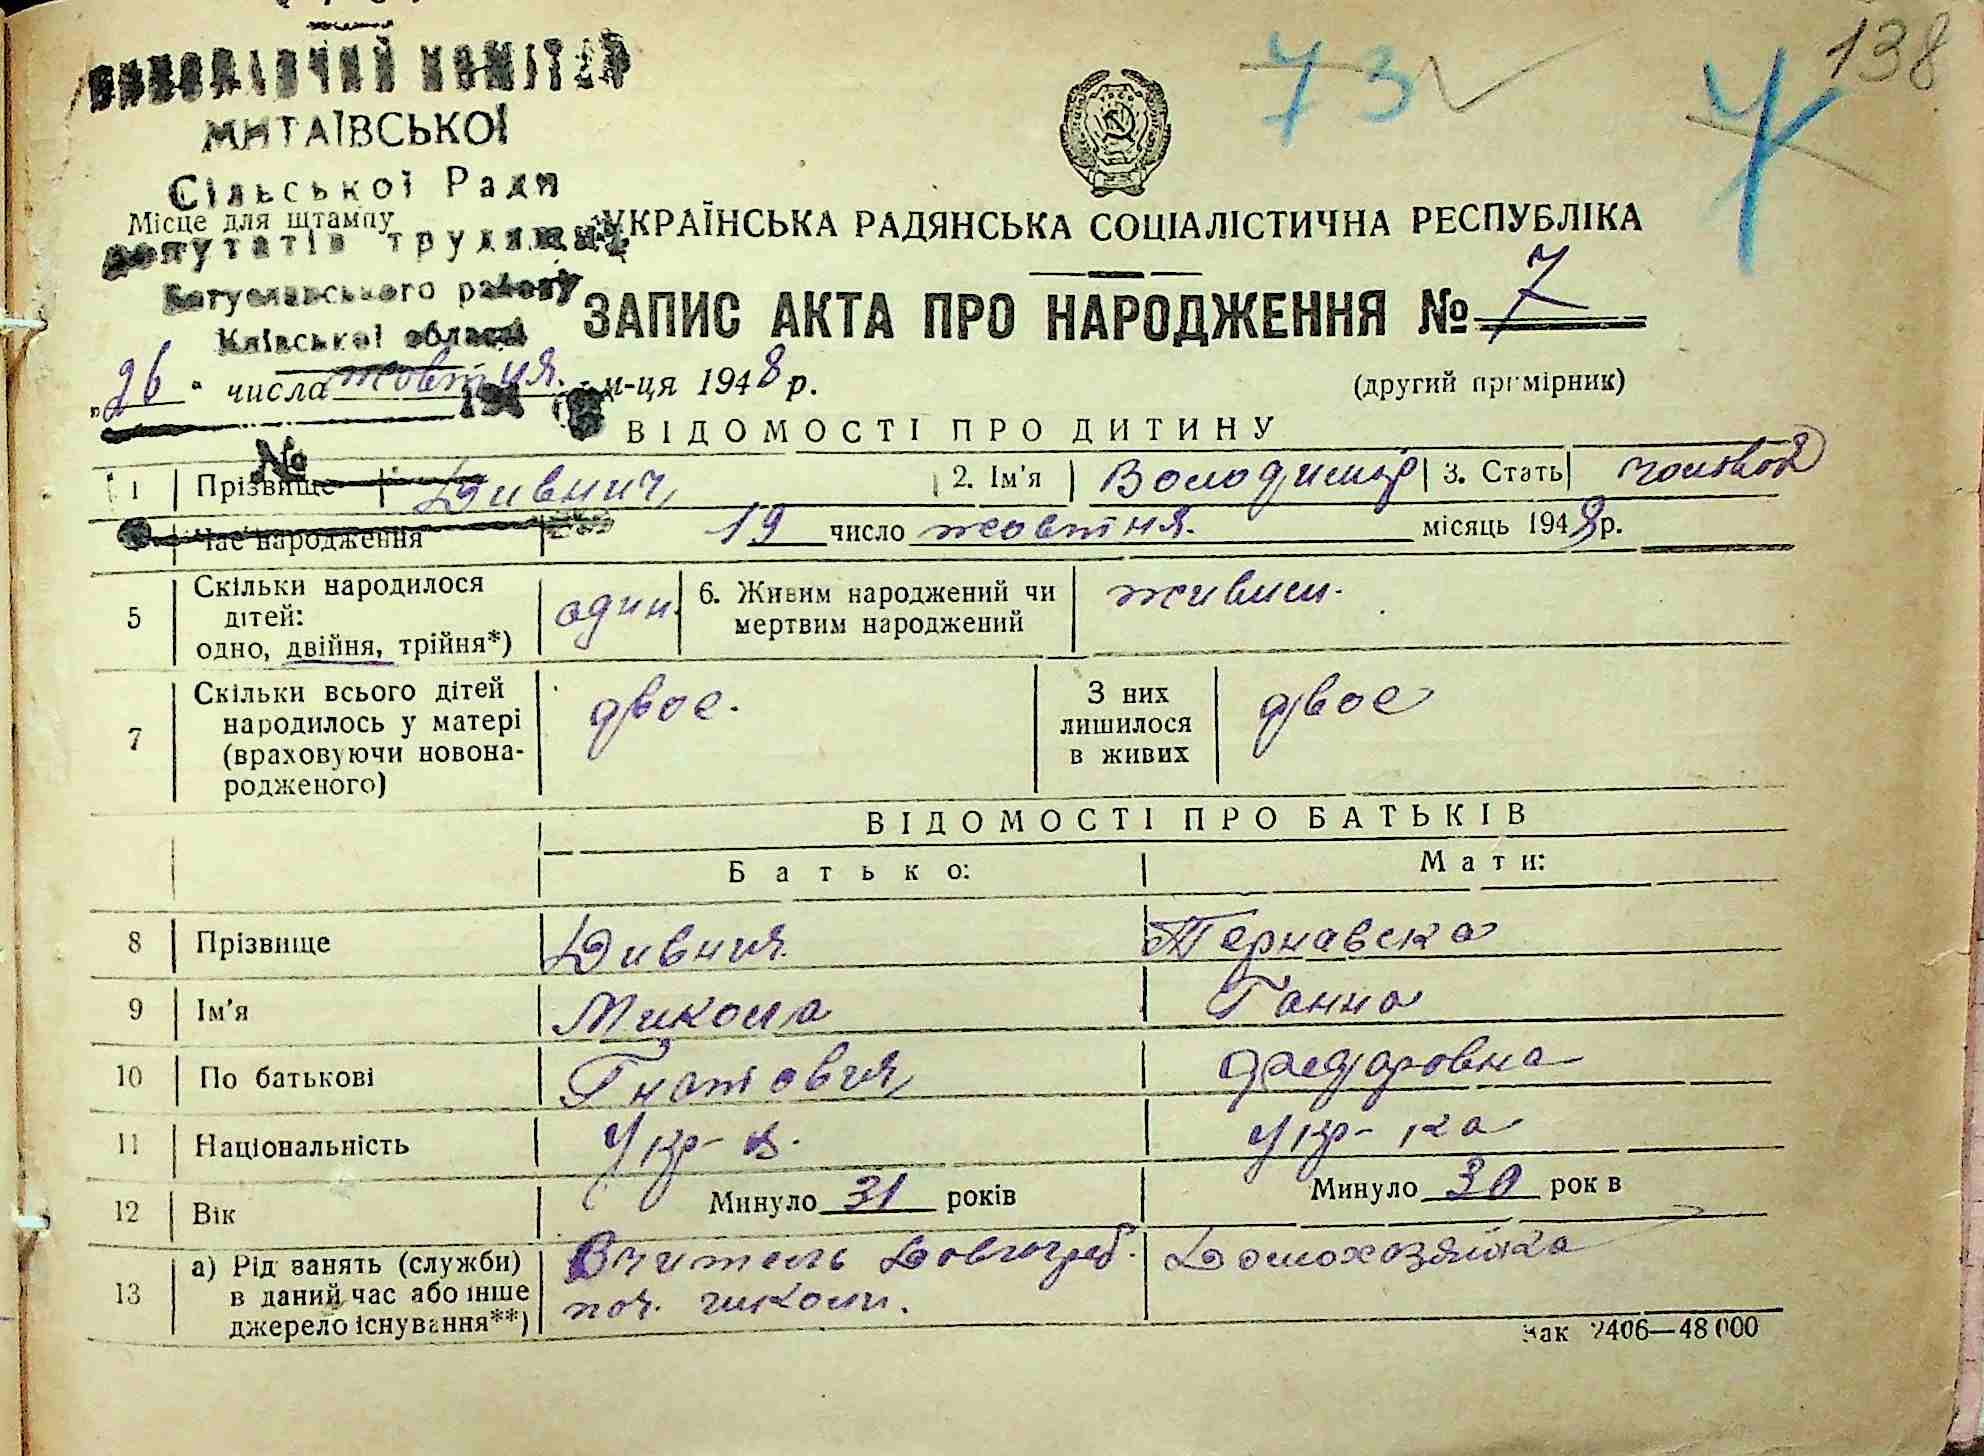 138
73
ВИКОНАВЧИЙ КОМІТЕТ
МИТАЇВСЬКОЇ
Сільської Ради
Місце для штампу
депутатів трудящих
Богуславського району
Київської області
УКРАЇНСЬКА РАДЯНСЬКА СОЦІАЛІСТИЧНА РЕСПУБЛІКА
ЗАПИС АКТА ПРО НАРОДЖЕННЯ № 7
„26" числа жовтня. м-ця 1948 р.
(другий примірник)
194
№
ВІДОМОСТІ ПРО ДИТИНУ
1 Прізвище Дивнич 2. Ім'я Володимир 3. Стать чоловіч
Час народження 19 число жовтня. місяць 1948 р.
5 Скільки народилося дітей: одно, двійня, трійня*) один. 6. Живим народжений чи мертвим народжений живим.
7 Скільки всього дітей народилось у матері (враховуючи новонародженого) двоє. З них лишилося в живих двоє
ВІДОМОСТІ ПРО БАТЬКІВ
Батько: Мати:
8 Прізвище Дивнич Тернавска
9 Ім'я Микола Ганна
10 По батькові Гнатович Федоровна
11 Національність Укр-ц. Укр-ка
12 Вік Минуло 31 років Минуло 30 рок в
13 а) Рід занять (служби) в даний час або інше джерело існування**) Вчитель Довгогреб. поч. школи. Домохозяйка
Зак 2406—48 000